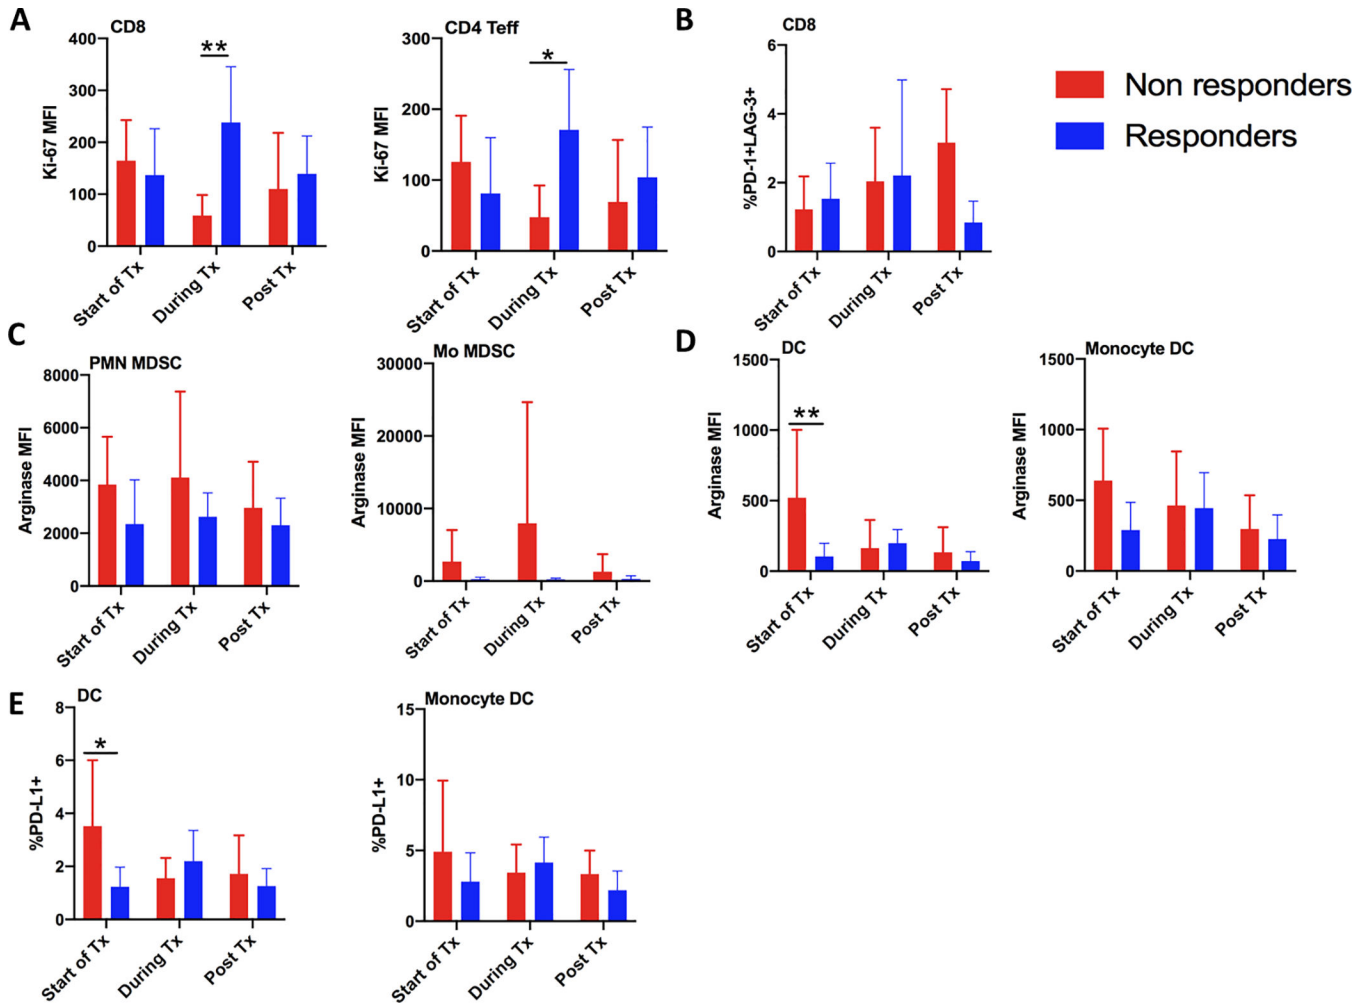 A
CD8
Ki-67 MFI
400
300
200
100
0
**
Start of Tx
During Tx
Post Tx
CD4 Teff
Ki-67 MFI
300
200
100
0
*
Start of Tx
During Tx
Post Tx
B
CD8
%PD-1+LAG-3+
6
4
2
0
Start of Tx
During Tx
Post Tx
Non responders
Responders
C
PMN MDSC
Arginase MFI
8000
6000
4000
2000
0
Start of Tx
During Tx
Post Tx
Mo MDSC
Arginase MFI
30000
20000
10000
0
Start of Tx
During Tx
Post Tx
D
DC
Arginase MFI
1500
1000
500
0
**
Start of Tx
During Tx
Post Tx
Monocyte DC
Arginase MFI
1500
1000
500
0
Start of Tx
During Tx
Post Tx
E
DC
%PD-L1+
8
6
4
2
0
*
Start of Tx
During Tx
Post Tx
Monocyte DC
%PD-L1+
15
10
5
0
Start of Tx
During Tx
Post Tx